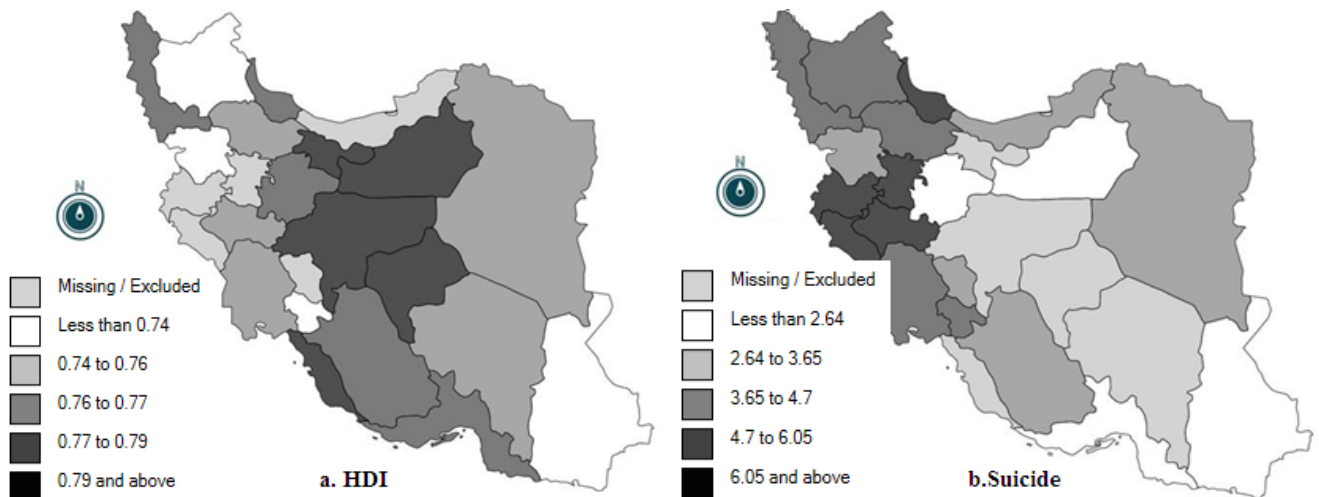 N
Missing / Excluded
Less than 0.74
0.74 to 0.76
0.76 to 0.77
0.77 to 0.79
0.79 and above
a. HDI
N
Missing / Excluded
Less than 2.64
2.64 to 3.65
3.65 to 4.7
4.7 to 6.05
6.05 and above
b.Suicide